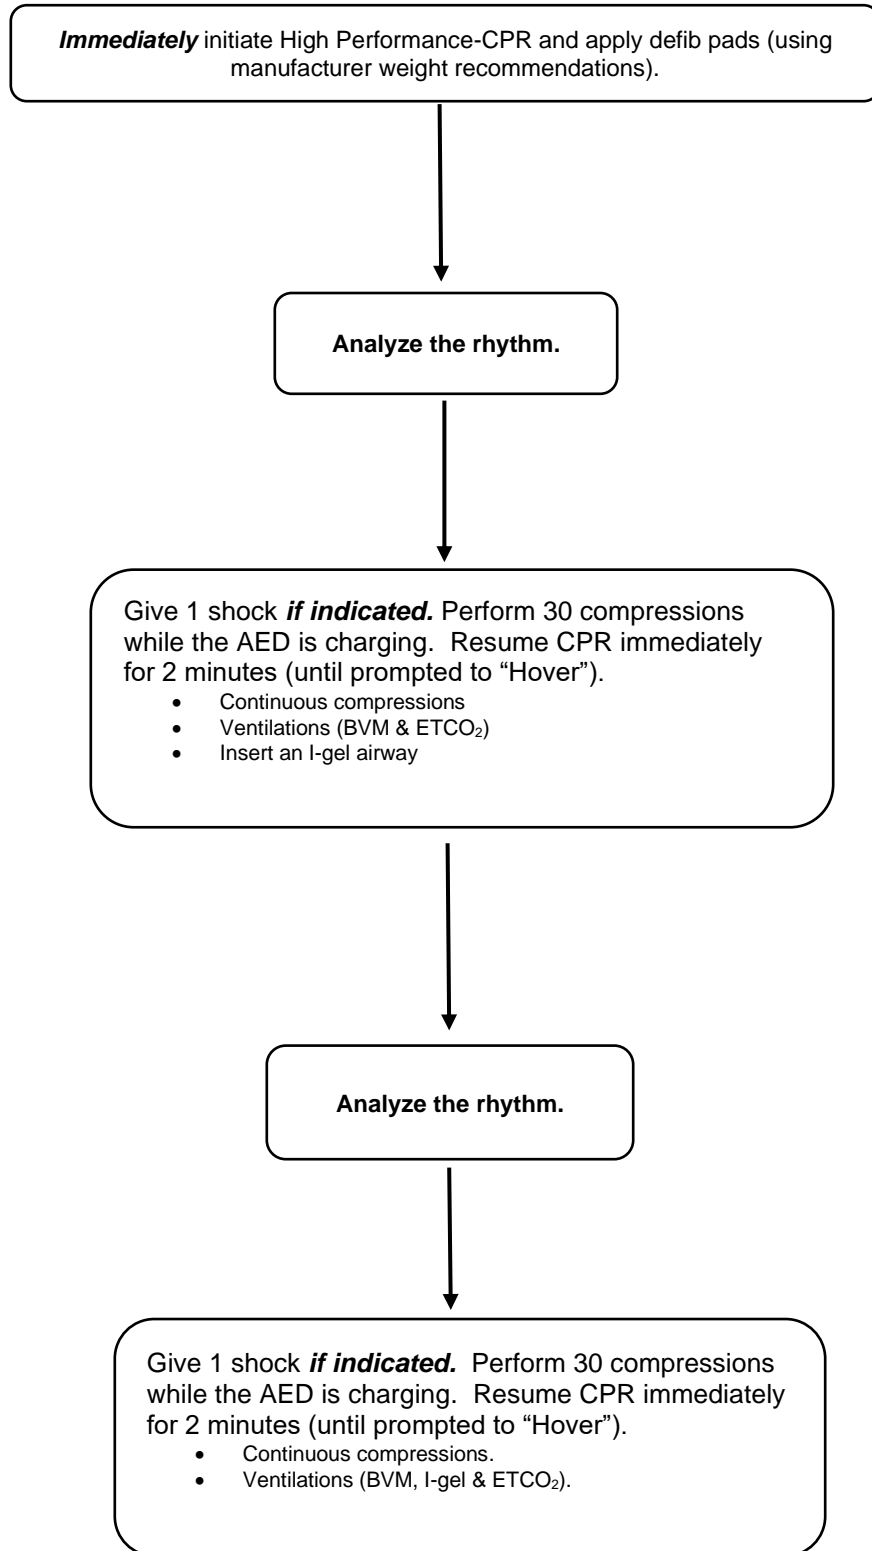 Immediately initiate High Performance-CPR and apply defib pads (using
manufacturer weight recommendations).
Analyze the rhythm.
Give 1 shock if indicated. Perform 30 compressions
while the AED is charging.  Resume CPR immediately
for 2 minutes (until prompted to “Hover”).
• Continuous compressions
• Ventilations (BVM & ETCO₂)
• Insert an I-gel airway
Analyze the rhythm.
Give 1 shock if indicated.  Perform 30 compressions
while the AED is charging.  Resume CPR immediately
for 2 minutes (until prompted to “Hover”).
• Continuous compressions.
• Ventilations (BVM, I-gel & ETCO₂).